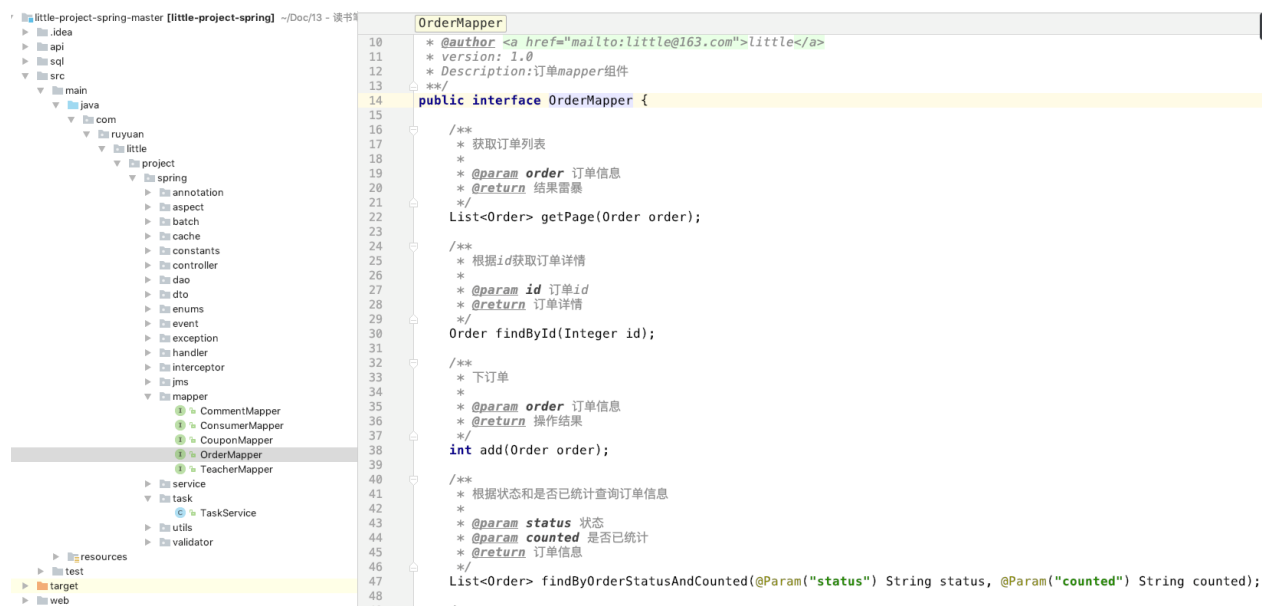 little-project-spring-master [little-project-spring] ~/Doc/13 - 读书笔
.idea
api
sql
src
main
java
com
ruyuan
little
project
spring
annotation
aspect
batch
cache
constants
controller
dao
dto
enums
event
exception
handler
interceptor
jms
mapper
CommentMapper
ConsumerMapper
CouponMapper
OrderMapper
TeacherMapper
service
task
TaskService
utils
validator
resources
test
target
web
OrderMapper
10 * @author <a href="mailto:little@163.com">little</a>
11 * version: 1.0
12 * Description:订单mapper组件
13 **/
14 public interface OrderMapper {
15
16 /**
17 * 获取订单列表
18 *
19 * @param order 订单信息
20 * @return 结果雷暴
21 */
22 List<Order> getPage(Order order);
23
24 /**
25 * 根据id获取订单详情
26 *
27 * @param id 订单id
28 * @return 订单详情
29 */
30 Order findById(Integer id);
31
32 /**
33 * 下订单
34 *
35 * @param order 订单信息
36 * @return 操作结果
37 */
38 int add(Order order);
39
40 /**
41 * 根据状态和是否已统计查询订单信息
42 *
43 * @param status 状态
44 * @param counted 是否已统计
45 * @return 订单信息
46 */
47 List<Order> findByOrderStatusAndCounted(@Param("status") String status, @Param("counted") String counted);
48